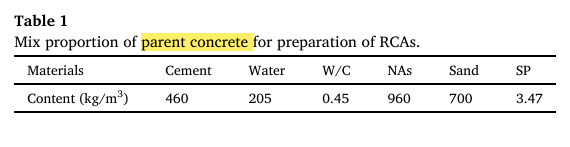 Table 1
Mix proportion of parent concrete for preparation of RCAs.
Materials Cement Water W/C NAs Sand SP
Content (kg/m³) 460 205 0.45 960 700 3.47